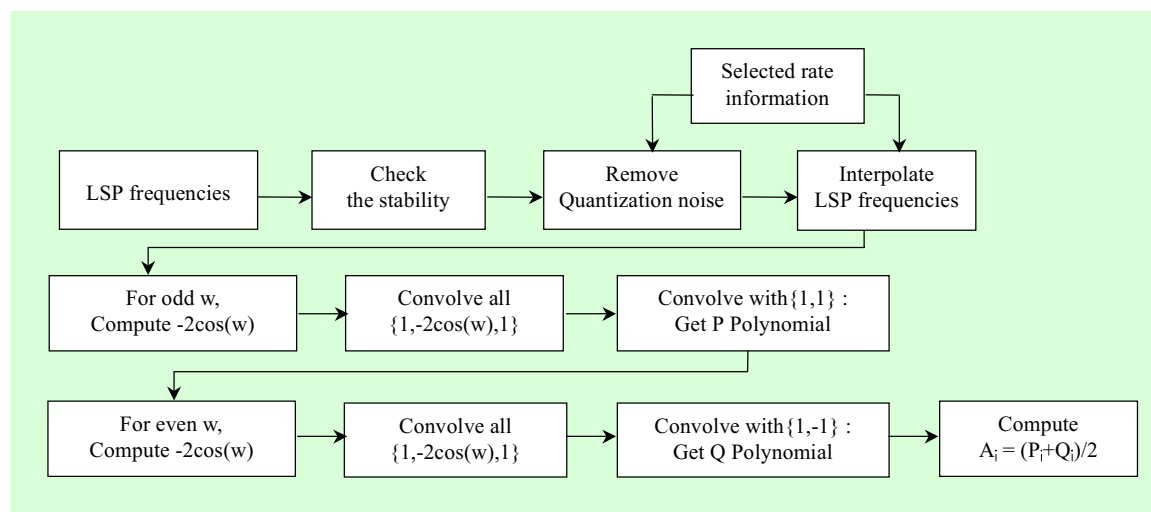 Selected rate
information
LSP frequencies
Check
the stability
Remove
Quantization noise
Interpolate
LSP frequencies
For odd w,
Compute -2cos(w)
Convolve all
{1,-2cos(w),1}
Convolve with{1,1} :
Get P Polynomial
For even w,
Compute -2cos(w)
Convolve all
{1,-2cos(w),1}
Convolve with{1,-1} :
Get Q Polynomial
Compute
Ai = (Pi+Qi)/2